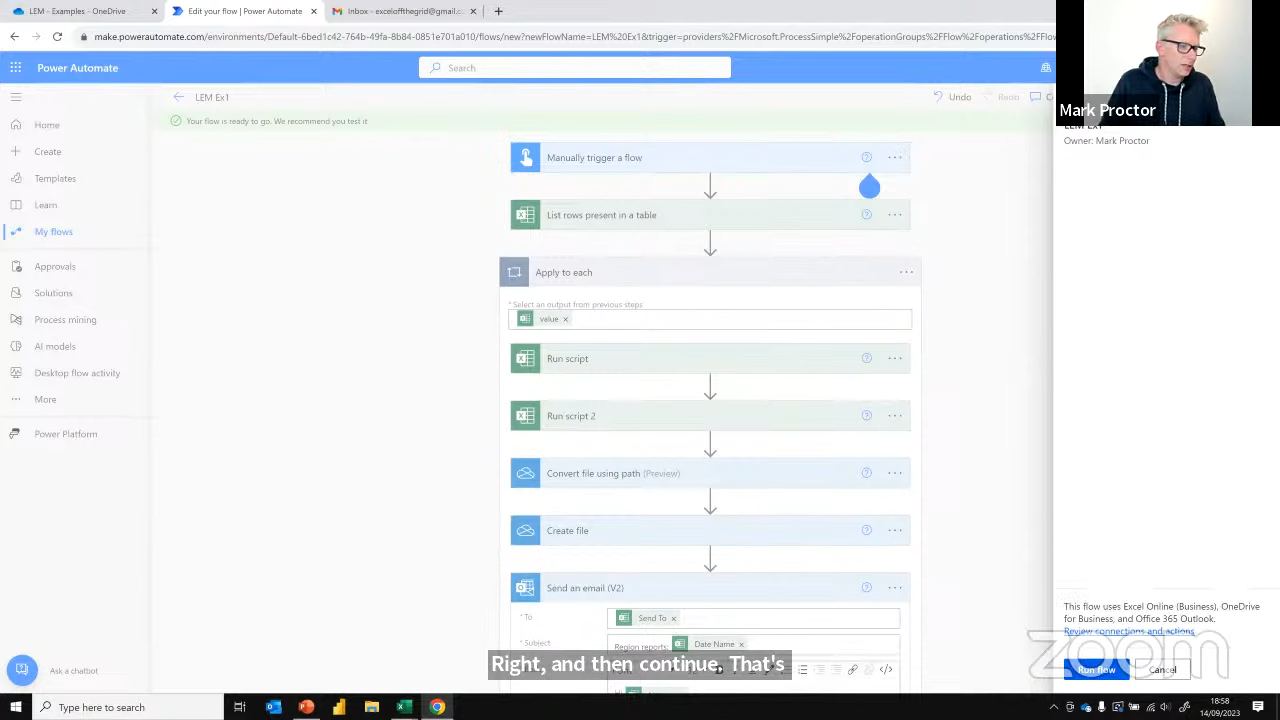 LEM - Examples - OneDrive
Edit your flow | Power Automate
Inbox - exceloffthegrid@gmail.c
make.powerautomate.com/environments/Default-6bed1c42-764b-49fa-8b84-0851e701a01f/flows/new?newFlowName=LEM%20Ex1&trigger=providers%2FMicrosoft.ProcessSimple%2FoperationGroups%2FFlow%2Foperations%2FFlow
Power Automate
Search
LEM Ex1
Undo
Redo
Your flow is ready to go. We recommend you test it
Home
Create
Templates
Learn
My flows
Approvals
Solutions
Process mining
AI models
Desktop flow activity
More
Power Platform
Ask a chatbot
Manually trigger a flow
List rows present in a table
Apply to each
* Select an output from previous steps
value
Run script
Run script 2
Convert file using path (Preview)
Create file
Send an email (V2)
* To
Send To
* Subject
Region reports:
Date Name
Right, and then continue. That's
Mark Proctor
LEM Ex1
Owner: Mark Proctor
This flow uses Excel Online (Business), OneDrive
for Business, and Office 365 Outlook.
Review connections and actions
Run flow
Cancel
zoom
Type here to search
18:58
14/09/2023